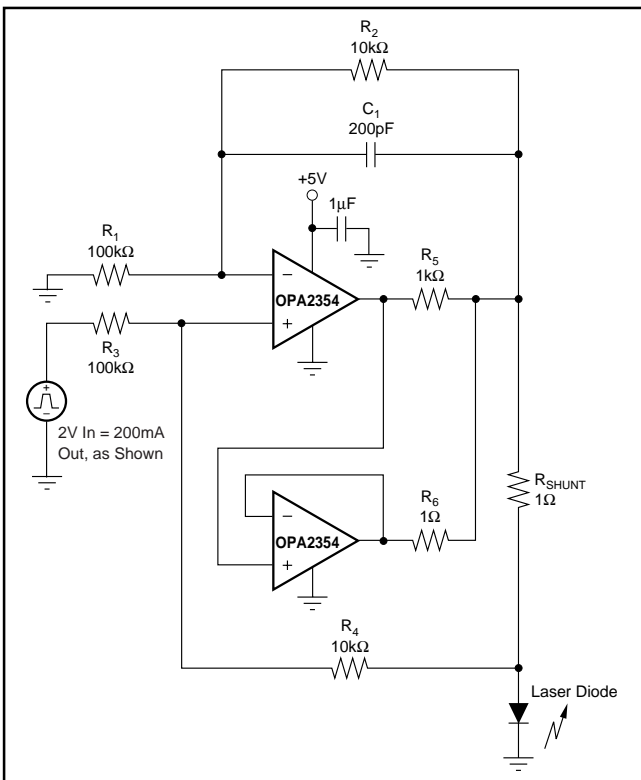 R2
10kΩ
C1
200pF
+5V
1μF
R1
100kΩ
−
OPA2354
+
R5
1kΩ
R3
100kΩ
+
−
2V In = 200mA
Out, as Shown
RSHUNT
1Ω
−
OPA2354
+
R6
1Ω
R4
10kΩ
Laser Diode